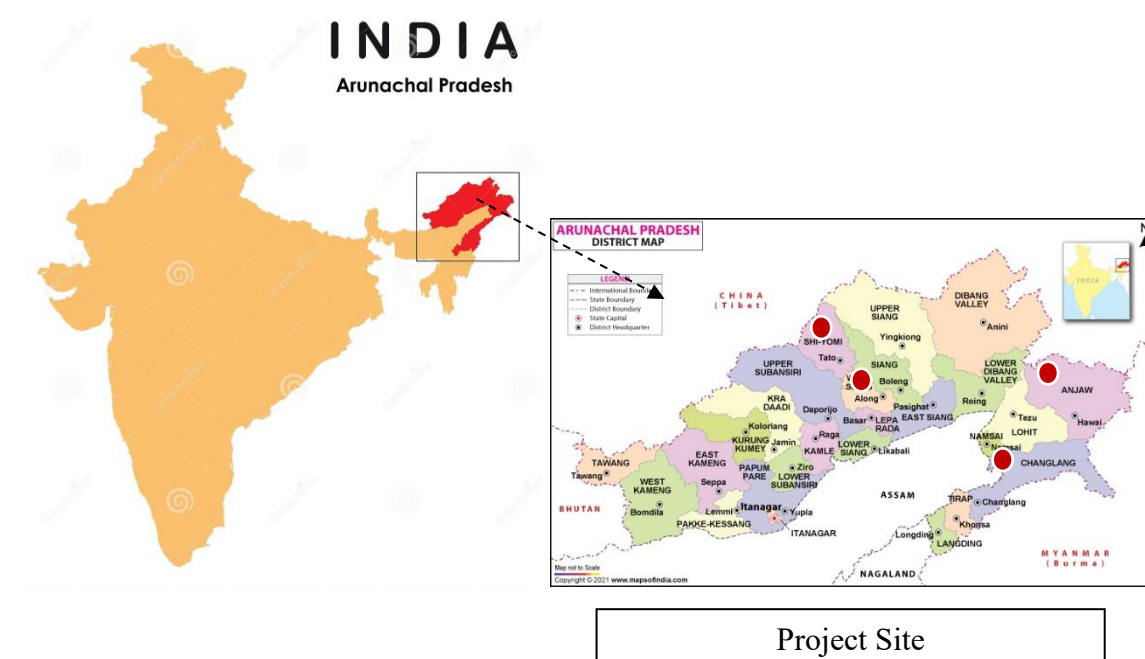 INDIA
Arunachal Pradesh
ARUNACHAL PRADESH
DISTRICT MAP
N
LEGEND
International Bounda
State Boundary
District Boundary
State Capital
District Headquarter
INDIA
CHINA
(Tibet)
DIBANG
VALLEY
Anini
UPPER
SIANG
Yingkiong
SHI-YOMI
Tato
SIANG
Boleng
LOWER
DIBANG
VALLEY
Roing
UPPER
SUBANSIRI
Daporijo
Along
Pasighat
EAST SIANG
ANJAW
Hawai
Tezu
LOHIT
NAMSAI
Namsai
CHANGLANG
Changlang
KRA
DAADI
Koloriang
KURUNG
KUMEY
Jamin
Basar
LEPA
RADA
Raga
KAMLE
LOWER
SIANG
Likabali
TAWANG
Tawang
WEST
KAMENG
Bomdila
EAST
KAMENG
Seppa
PAPUM
PARE
Ziro
LOWER
SUBANSIRI
Lemmi
PAKKE-KESSANG
Itanagar
Yupia
ITANAGAR
BHUTAN
ASSAM
TIRAP
Khonsa
Longding
LANGDING
NAGALAND
MYANMAR
(Burma)
Map not to Scale
Copyright © 2021 www.mapsofindia.com
Project Site